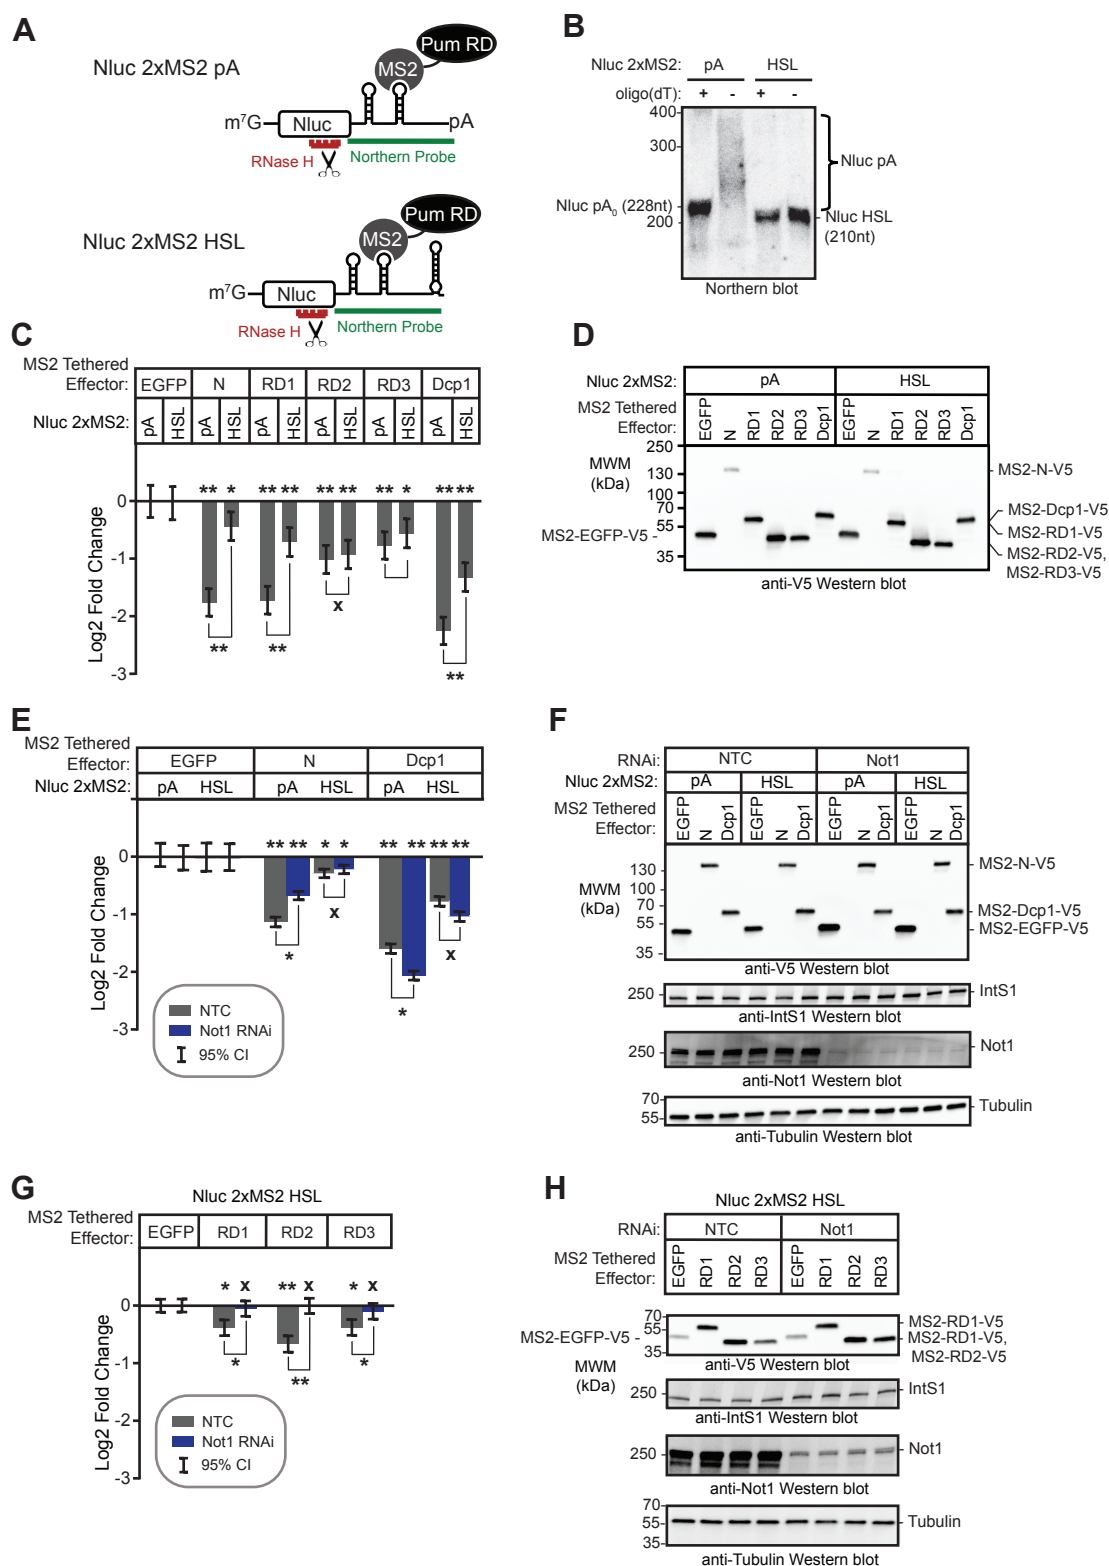 A
Nluc 2xMS2 pA
Pum RD
MS2
m⁷G
Nluc
pA
RNase H
Northern Probe
Nluc 2xMS2 HSL
Pum RD
MS2
m⁷G
Nluc
RNase H
Northern Probe
B
Nluc 2xMS2: pA HSL
oligo(dT): + - + -
400
300
200
Nluc pA
Nluc pA₀ (228nt)
Nluc HSL
(210nt)
Northern blot
C
MS2 Tethered
Effector: EGFP N RD1 RD2 RD3 Dcp1
Nluc 2xMS2: pA HSL pA HSL pA HSL pA HSL pA HSL pA HSL
** * ** ** ** ** ** * ** **
0
-1
-2
-3
Log2 Fold Change
** ** x **
D
Nluc 2xMS2: pA HSL
MS2 Tethered
Effector: EGFP N RD1 RD2 RD3 Dcp1 EGFP N RD1 RD2 RD3 Dcp1
MWM
(kDa)
250
130
100
70
55
35
MS2-EGFP-V5 -
MS2-N-V5
MS2-Dcp1-V5
MS2-RD1-V5
MS2-RD2-V5,
MS2-RD3-V5
anti-V5 Western blot
E
MS2 Tethered
Effector: EGFP N Dcp1
Nluc 2xMS2: pA HSL pA HSL pA HSL
** ** * * ** ** ** **
0
-1
-2
-3
Log2 Fold Change
* x * x
NTC
Not1 RNAi
95% CI
F
RNAi: NTC Not1
Nluc 2xMS2: pA HSL pA HSL
MS2 Tethered
Effector: EGFP N Dcp1 EGFP N Dcp1 EGFP N Dcp1 EGFP N Dcp1
MWM
(kDa)
130
100
70
55
35
MS2-N-V5
MS2-Dcp1-V5
MS2-EGFP-V5
anti-V5 Western blot
250
IntS1
anti-IntS1 Western blot
250
Not1
anti-Not1 Western blot
70
55
Tubulin
anti-Tubulin Western blot
G
Nluc 2xMS2 HSL
MS2 Tethered
Effector: EGFP RD1 RD2 RD3
* x ** x * x
0
-1
-2
-3
Log2 Fold Change
* ** *
NTC
Not1 RNAi
95% CI
H
Nluc 2xMS2 HSL
RNAi: NTC Not1
MS2 Tethered
Effector: EGFP RD1 RD2 RD3 EGFP RD1 RD2 RD3
70
55
35
MS2-EGFP-V5 -
MWM
(kDa)
MS2-RD1-V5
MS2-RD1-V5,
MS2-RD2-V5
anti-V5 Western blot
250
IntS1
anti-IntS1 Western blot
250
Not1
anti-Not1 Western blot
70
55
35
Tubulin
anti-Tubulin Western blot